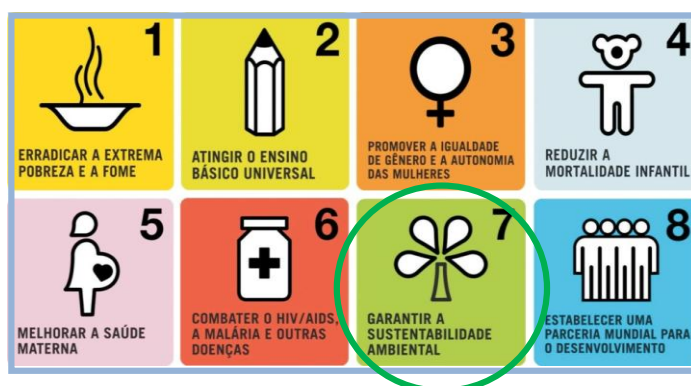 1
ERRADICAR A EXTREMA
POBREZA E A FOME
2
ATINGIR O ENSINO
BÁSICO UNIVERSAL
3
PROMOVER A IGUALDADE
DE GÊNERO E A AUTONOMIA
DAS MULHERES
4
REDUZIR A
MORTALIDADE INFANTIL
5
MELHORAR A SAÚDE
MATERNA
6
COMBATER O HIV/AIDS,
A MALÁRIA E OUTRAS
DOENÇAS
7
GARANTIR A
SUSTENTABILIDADE
AMBIENTAL
8
ESTABELECER UMA
PARCERIA MUNDIAL PARA
O DESENVOLVIMENTO